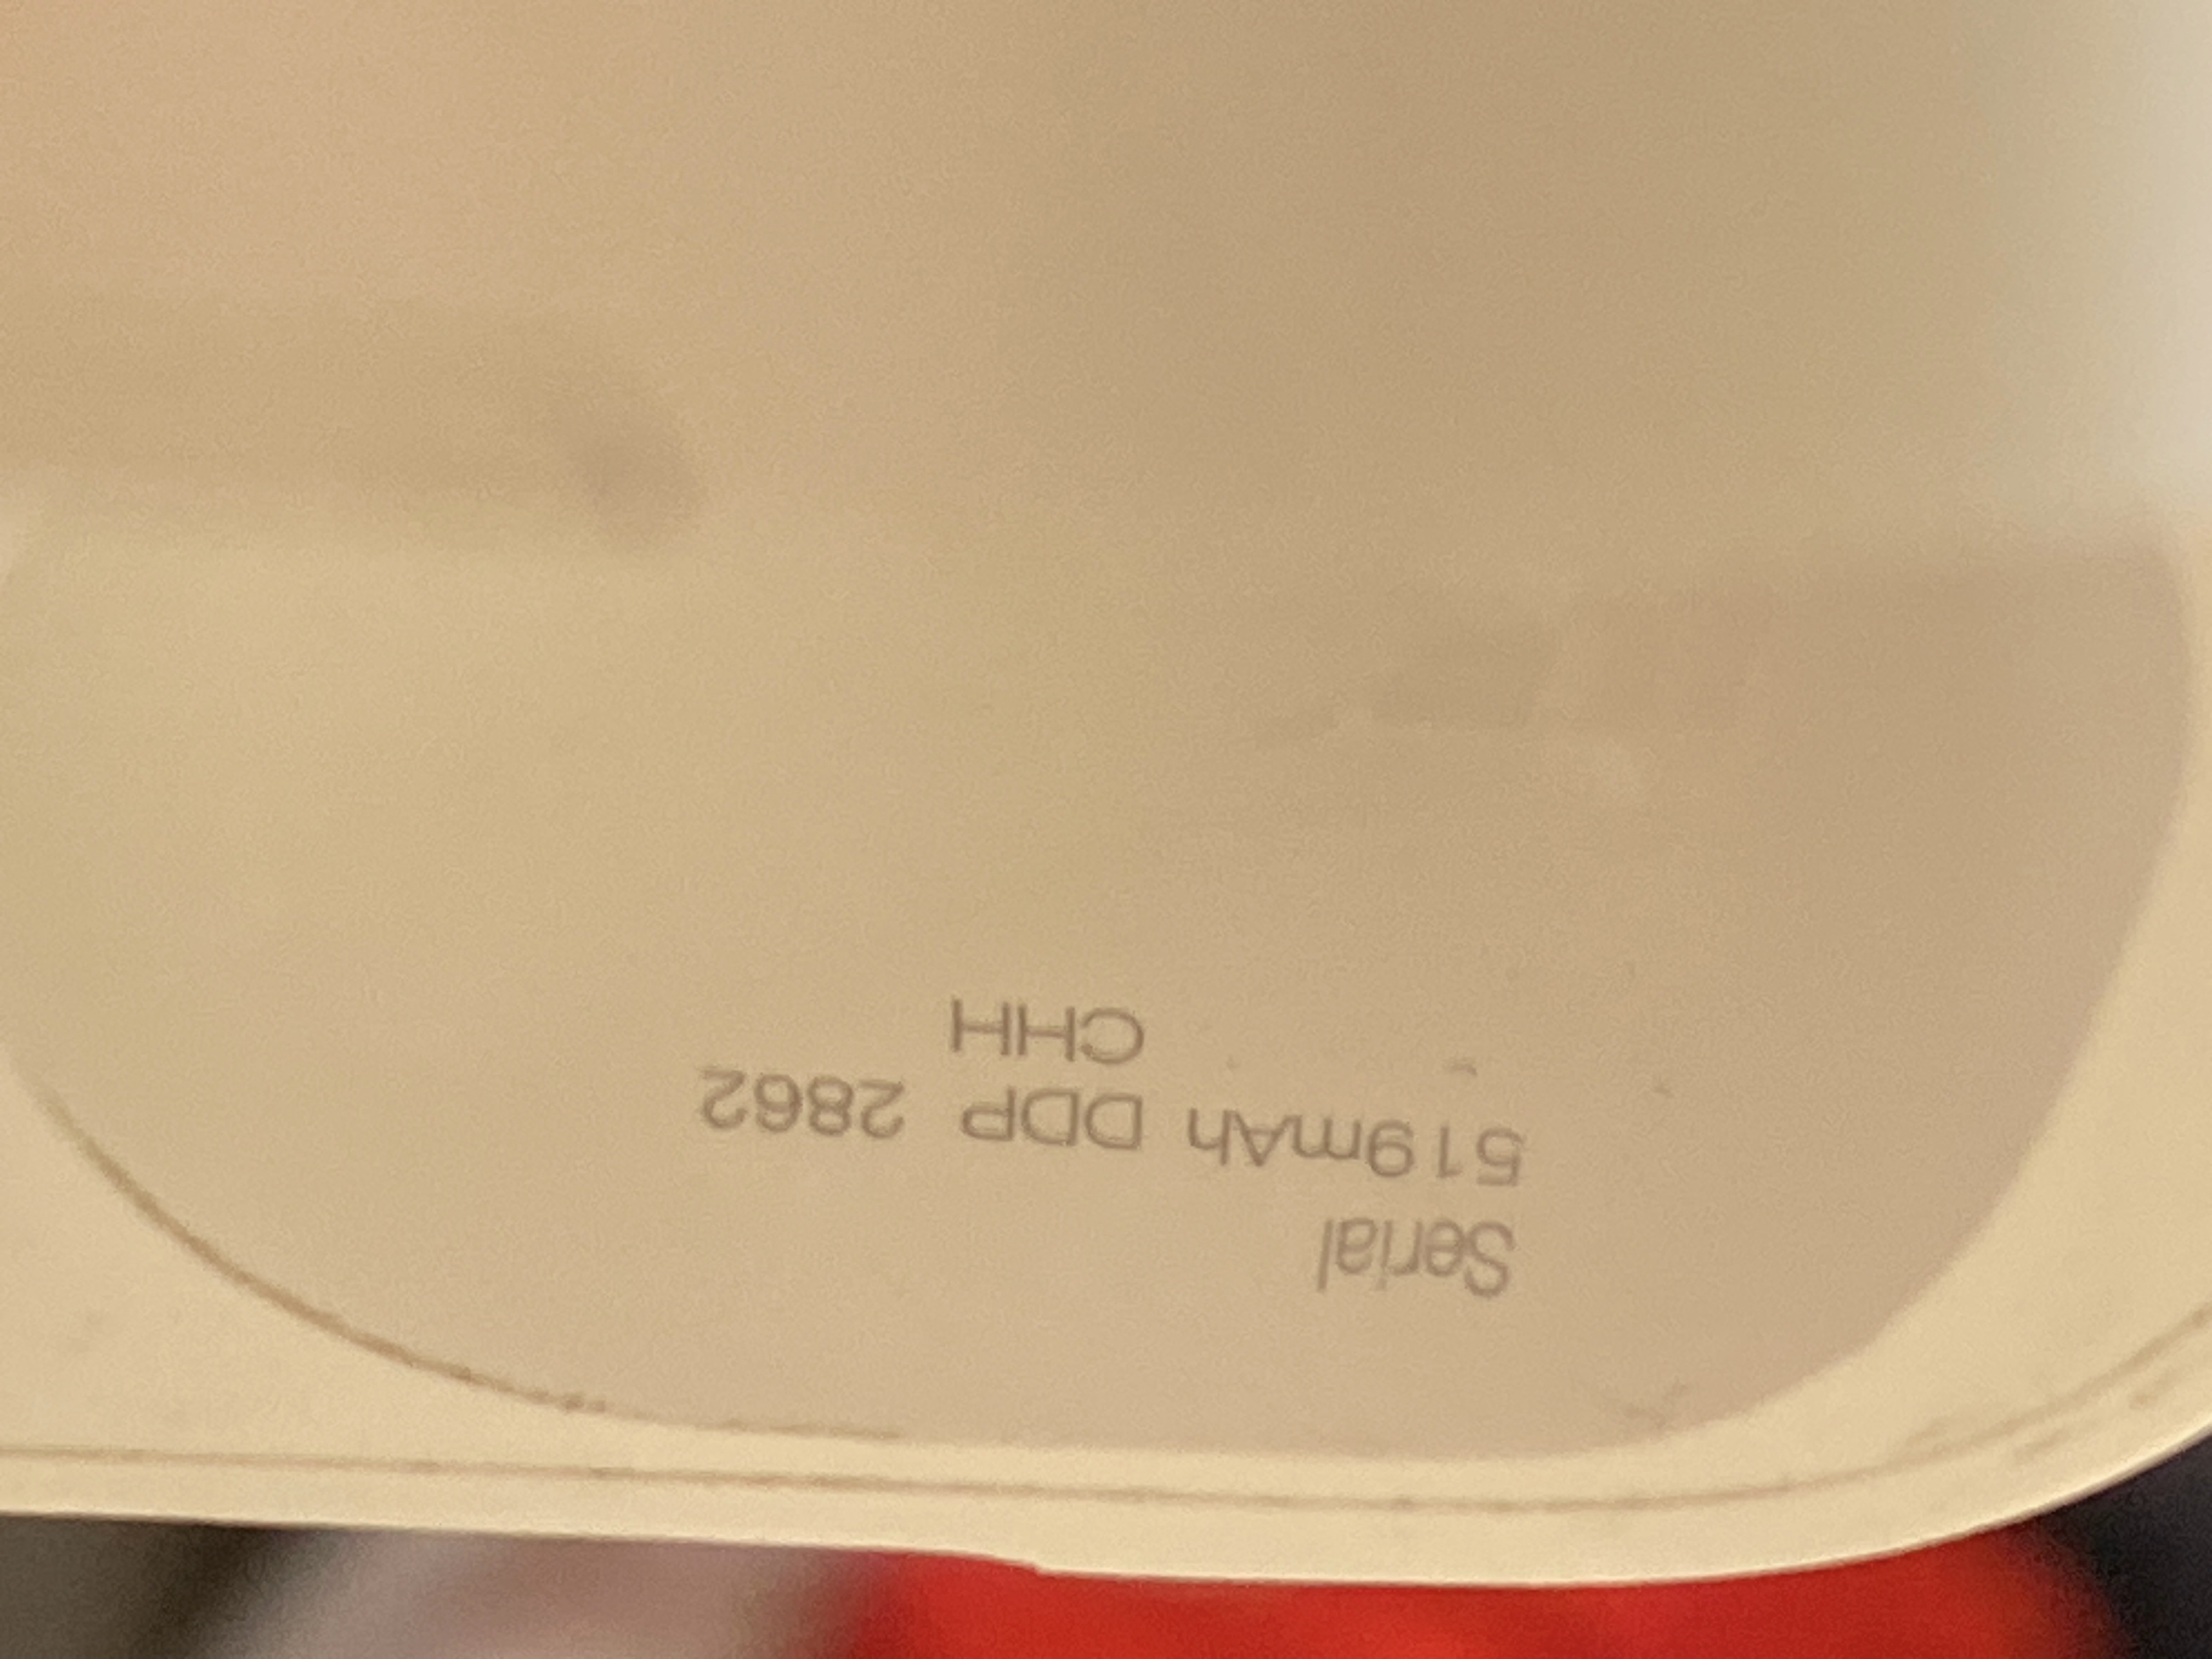 Serial
519mAh DDP 2862
CHH